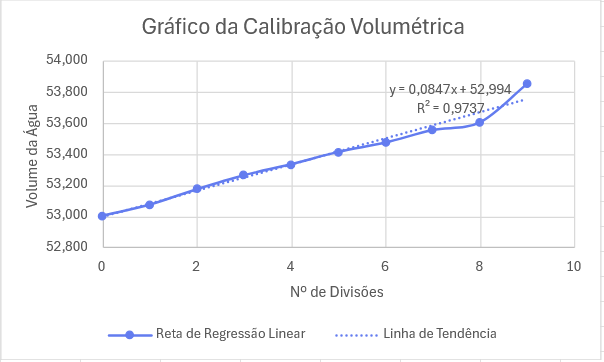 Gráfico da Calibração Volumétrica
54,000
53,800
53,600
53,400
53,200
53,000
52,800
Volume da Água
y = 0,0847x + 52,994
R² = 0,9737
0 2 4 6 8 10
Nº de Divisões
Reta de Regressão Linear Linha de Tendência